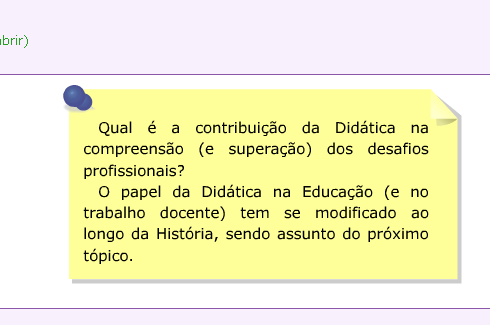 abrir)
Qual é a contribuição da Didática na
compreensão (e superação) dos desafios
profissionais?
O papel da Didática na Educação (e no
trabalho docente) tem se modificado ao
longo da História, sendo assunto do próximo
tópico.